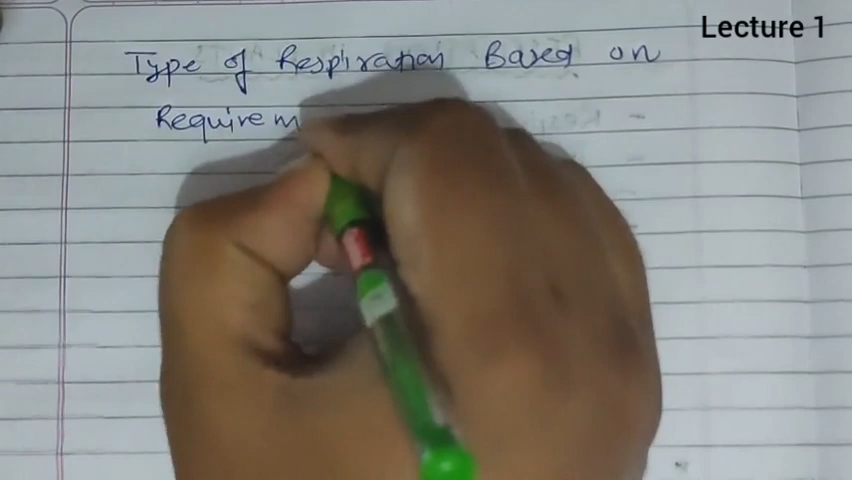 Lecture 1
Type of Respiration Based on
Requirem